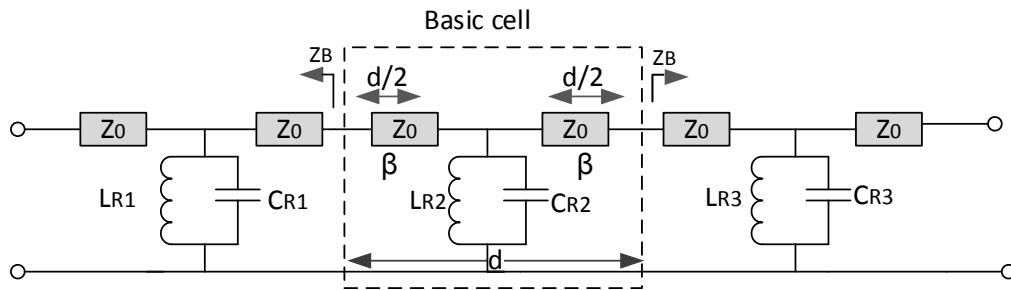 Basic cell
ZB
d/2
d/2
ZB
Z0
Z0
Z0
Z0
Z0
Z0
β
β
LR1
CR1
LR2
CR2
LR3
CR3
d